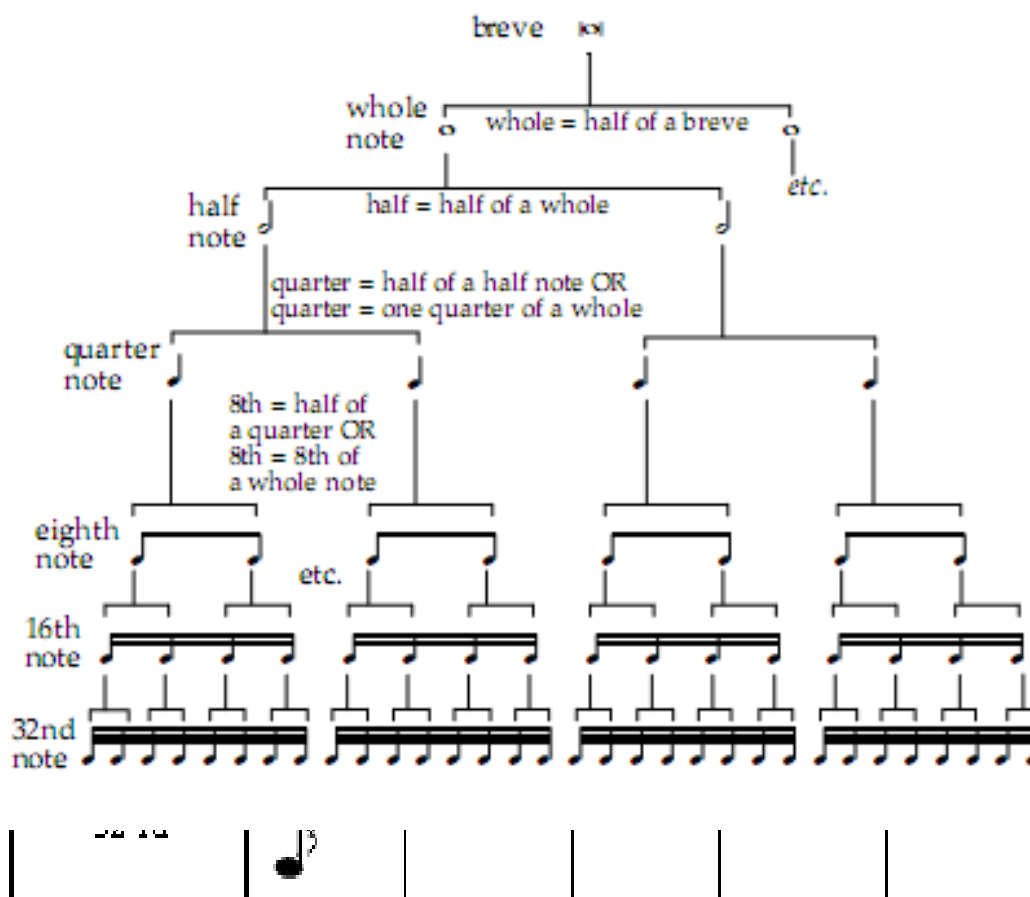 breve
whole
note
whole = half of a breve
etc.
half
note
half = half of a whole
quarter = half of a half note OR
quarter = one quarter of a whole
quarter
note
8th = half of
a quarter OR
8th = 8th of
a whole note
eighth
note
etc.
16th
note
32nd
note